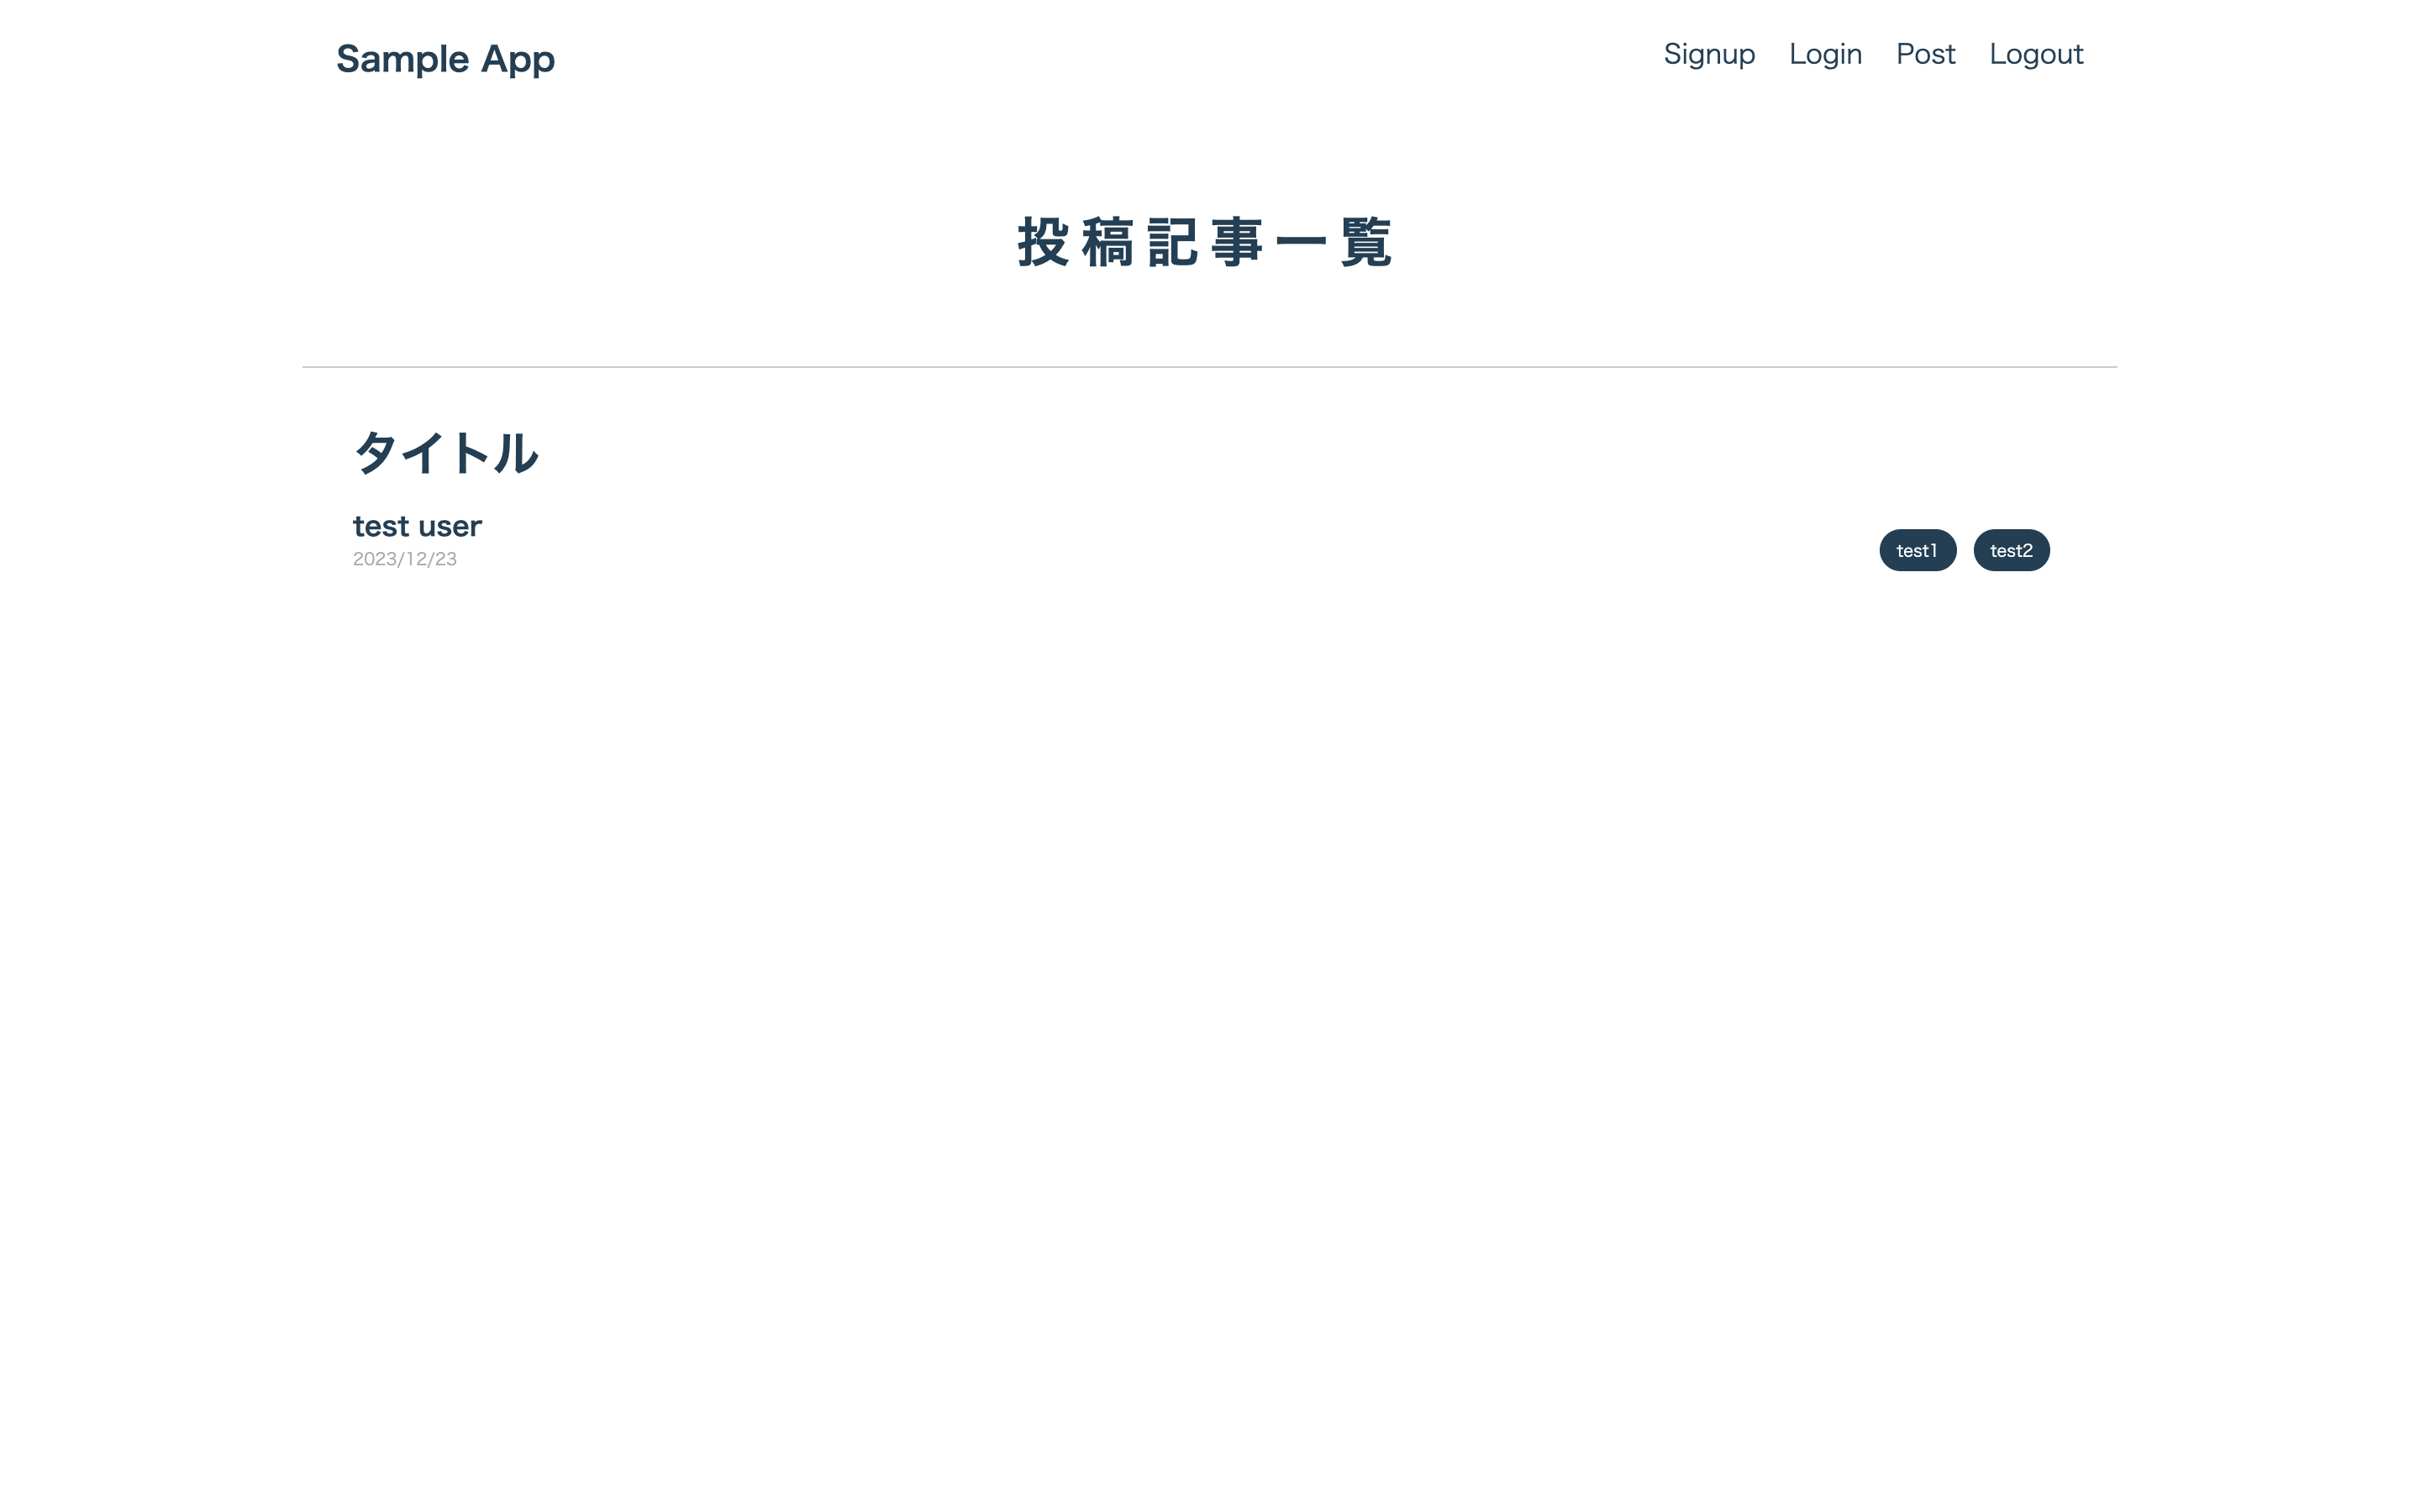 Sample App
Signup Login Post Logout
投稿記事一覧
タイトル
test user
2023/12/23
test1 test2